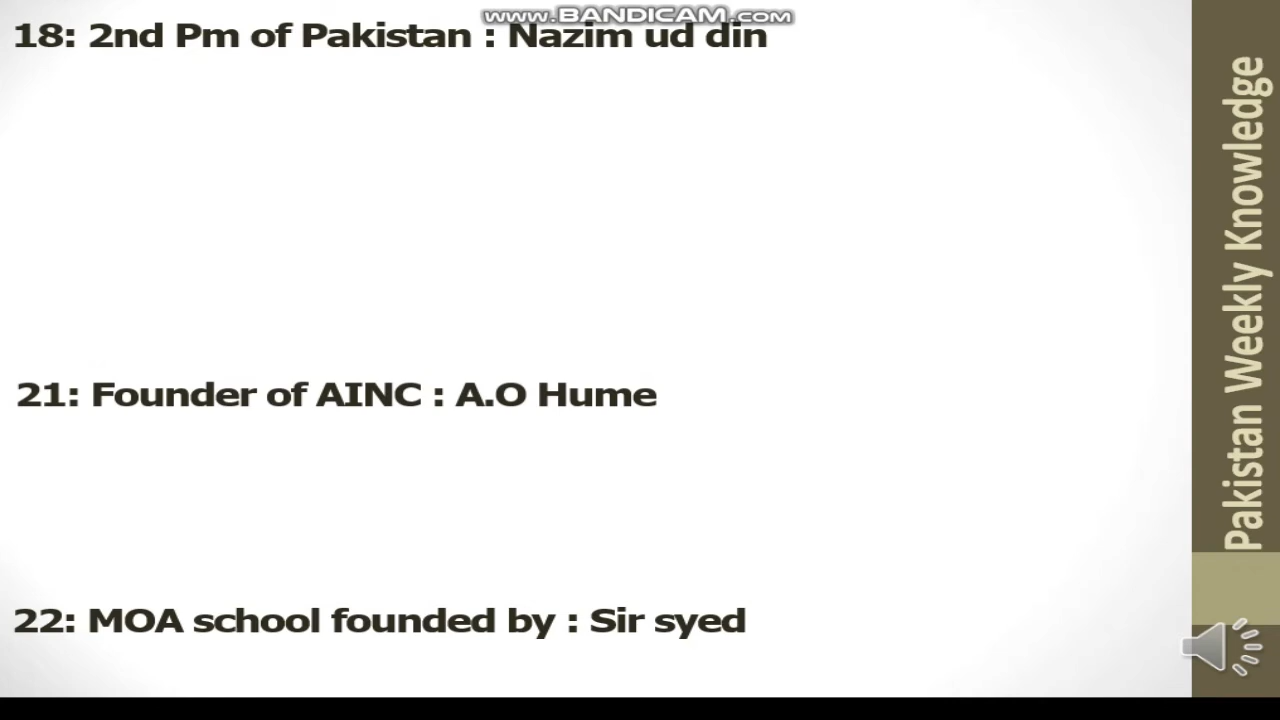 www.BANDICAM.com
18: 2nd Pm of Pakistan : Nazim ud din
21: Founder of AINC : A.O Hume
22: MOA school founded by : Sir syed
Pakistan Weekly Knowledge